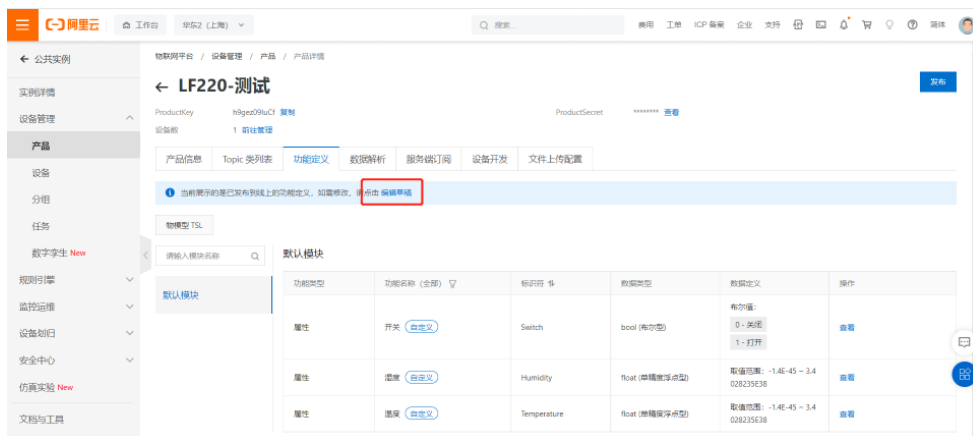 阿里云 工作台 华东2（上海） 搜索... 费用 工单 ICP 备案 企业 支持 简体
公共实例
物联网平台 / 设备管理 / 产品 / 产品详情
← LF220-测试
发布
实例详情
ProductKey h9gez09luCf 复制 ProductSecret ******** 查看
设备管理
设备数 1 前往管理
产品
产品信息 Topic 类列表 功能定义 数据解析 服务端订阅 设备开发 文件上传配置
设备
当前展示的是已发布到线上的功能定义，如需修改，请点击 编辑草稿
分组
任务
物模型 TSL
数字孪生 New
请输入模块名称
默认模块
规则引擎
功能类型 功能名称（全部） 标识符 数据类型 数据定义 操作
默认模块
监控运维
设备划归
安全中心
仿真实验 New
文档与工具
属性 开关 自定义 Switch bool (布尔型) 布尔值： 查看
0 - 关闭
1 - 打开
属性 湿度 自定义 Humidity float (单精度浮点型) 取值范围：-1.4E-45 ~ 3.4 查看
028235E38
属性 温度 自定义 Temperature float (单精度浮点型) 取值范围：-1.4E-45 ~ 3.4 查看
028235E38